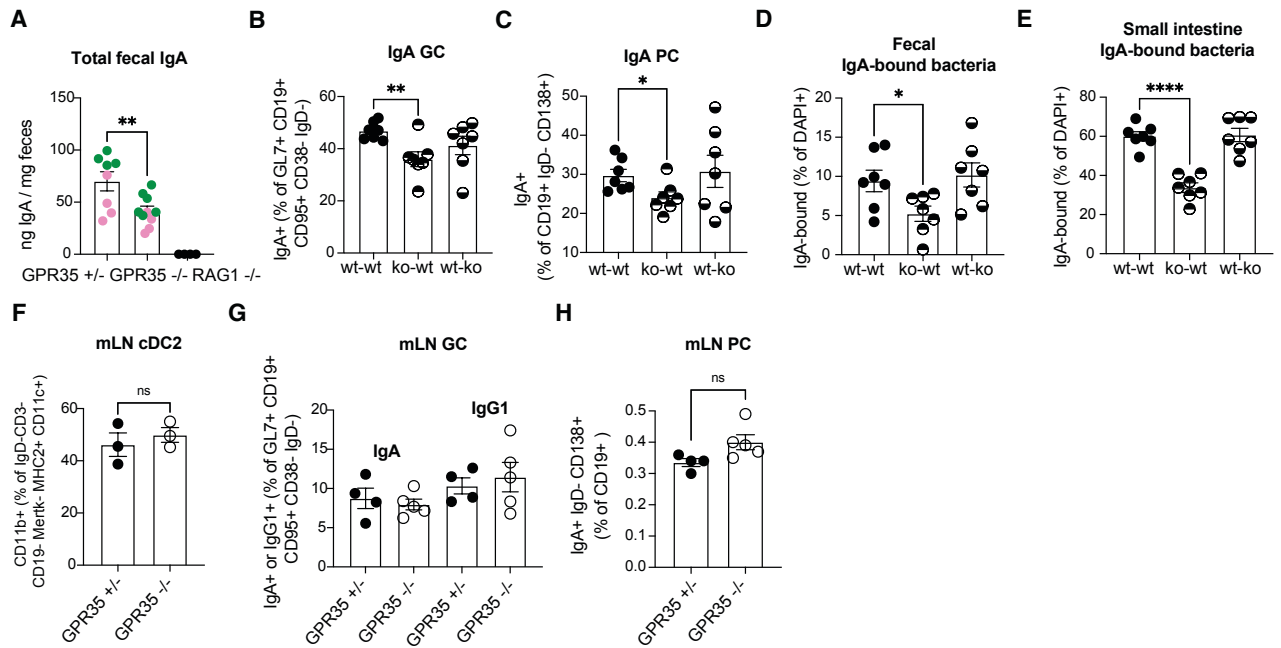 A
Total fecal IgA
ng IgA / mg feces
150
100
50
0
**
GPR35 +/- GPR35 -/- RAG1 -/-
B
IgA GC
IgA+ (% of GL7+ CD19+
CD95+ CD38- IgD-)
60
40
20
0
**
wt-wt ko-wt wt-ko
C
IgA PC
IgA+
(% of CD19+ IgD- CD138+)
50
40
30
20
10
*
wt-wt ko-wt wt-ko
D
Fecal
IgA-bound bacteria
IgA-bound (% of DAPI+)
20
15
10
5
0
*
wt-wt ko-wt wt-ko
E
Small intestine
IgA-bound bacteria
IgA-bound (% of DAPI+)
80
60
40
20
0
****
wt-wt ko-wt wt-ko
F
mLN cDC2
CD11b+ (% of IgD-CD3-
CD19- Mertk- MHC2+ CD11c+)
60
40
20
0
ns
GPR35 +/-
GPR35 -/-
G
mLN GC
IgA+ or IgG1+ (% of GL7+ CD19+
CD95+ CD38- IgD-)
20
15
10
5
0
IgA
IgG1
GPR35 +/-
GPR35 -/-
GPR35 +/-
GPR35 -/-
H
mLN PC
IgA+ IgD- CD138+
(% of CD19+ )
0.5
0.4
0.3
0.2
0.1
0.0
ns
GPR35 +/-
GPR35 -/-